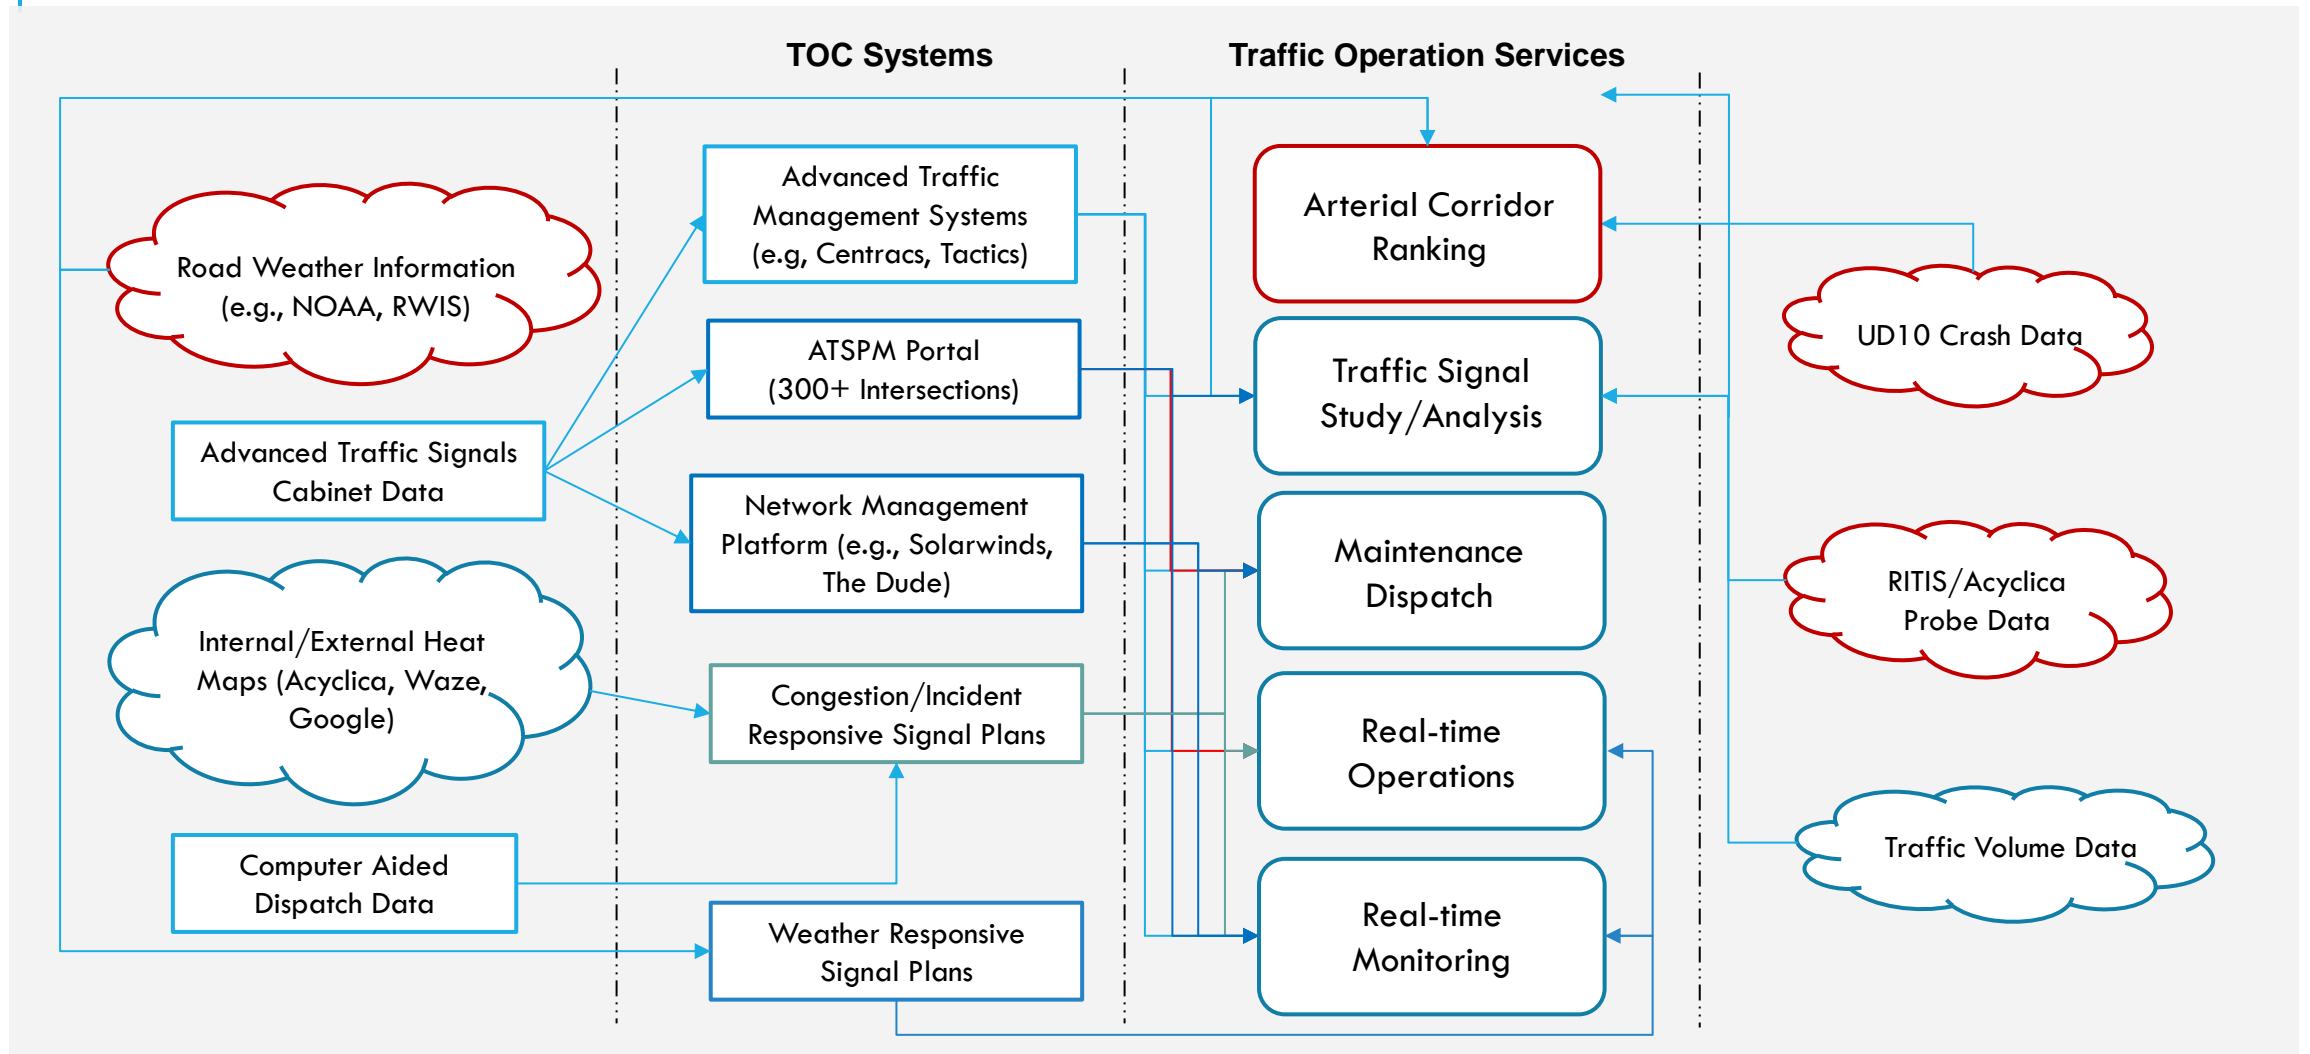 TOC Systems
Traffic Operation Services
Road Weather Information
(e.g., NOAA, RWIS)
Advanced Traffic Signals
Cabinet Data
Internal/External Heat
Maps (Acyclica, Waze,
Google)
Computer Aided
Dispatch Data
Advanced Traffic
Management Systems
(e.g, Centracs, Tactics)
ATSPM Portal
(300+ Intersections)
Network Management
Platform (e.g., Solarwinds,
The Dude)
Congestion/Incident
Responsive Signal Plans
Weather Responsive
Signal Plans
Arterial Corridor
Ranking
Traffic Signal
Study/Analysis
Maintenance
Dispatch
Real-time
Operations
Real-time
Monitoring
UD10 Crash Data
RITIS/Acyclica
Probe Data
Traffic Volume Data